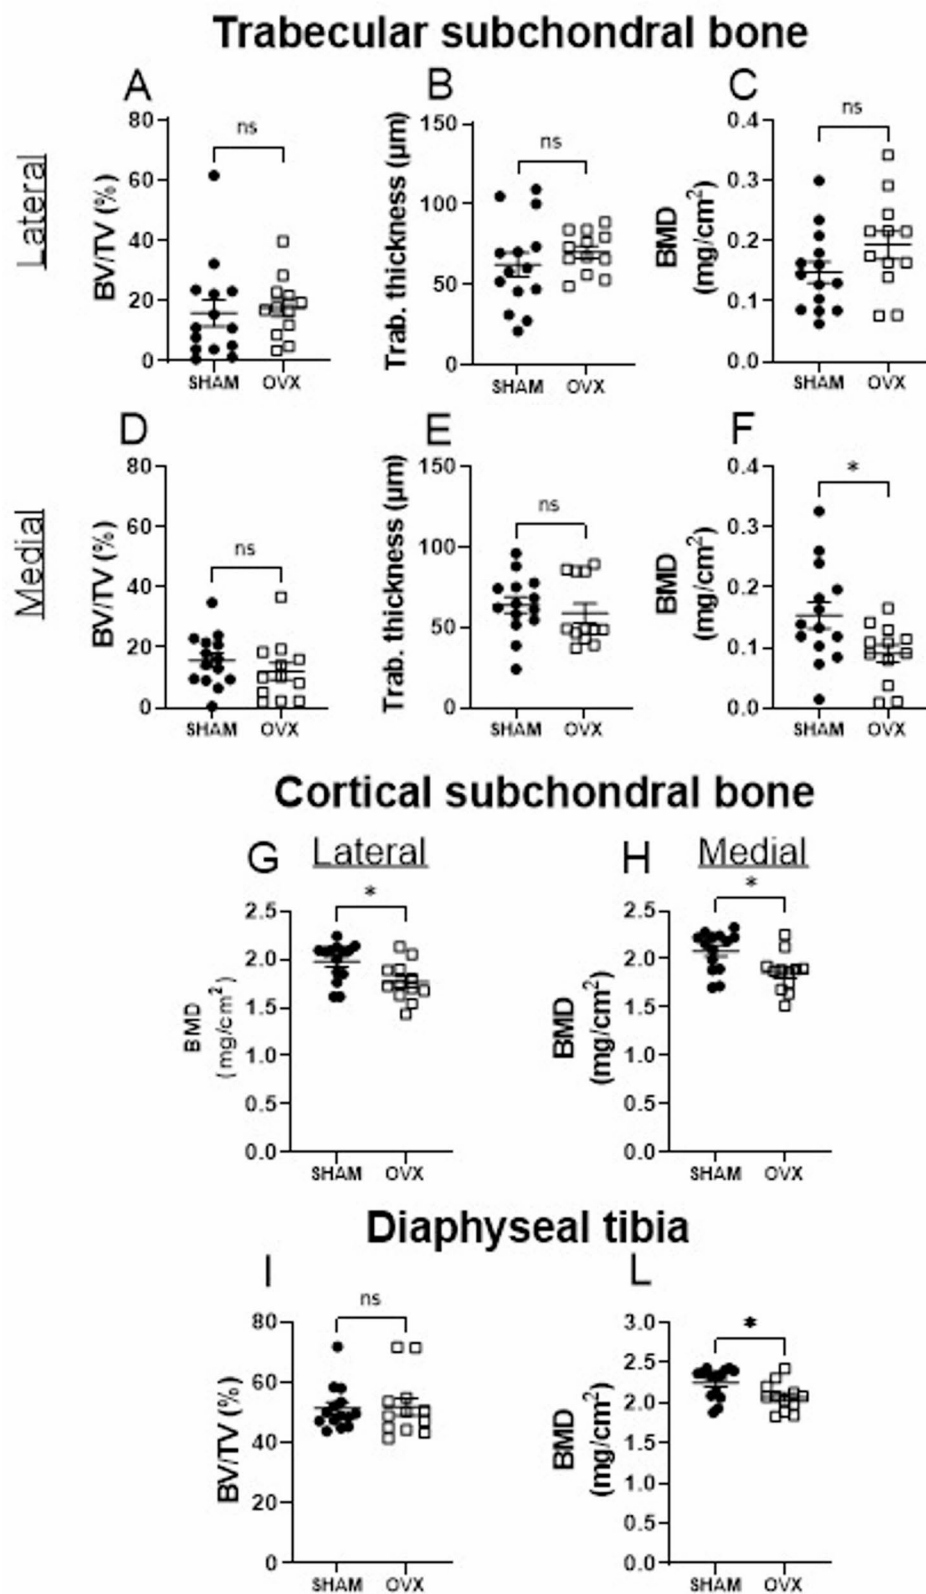 Trabecular subchondral bone
A B C
Lateral
BV/TV (%)
80
60
40
20
0
ns
SHAM OVX
Trab. thickness (µm)
150
100
50
0
ns
SHAM OVX
BMD
(mg/cm²)
0.4
0.3
0.2
0.1
0.0
ns
SHAM OVX
D E F
Medial
BV/TV (%)
80
60
40
20
0
ns
SHAM OVX
Trab. thickness (µm)
150
100
50
0
ns
SHAM OVX
BMD
(mg/cm²)
0.4
0.3
0.2
0.1
0.0
*
SHAM OVX
Cortical subchondral bone
G Lateral
BMD
(mg/cm²)
2.5
2.0
1.5
1.0
0.5
0.0
*
SHAM OVX
H Medial
BMD
(mg/cm²)
2.5
2.0
1.5
1.0
0.5
0.0
*
SHAM OVX
Diaphyseal tibia
I
BV/TV (%)
80
60
40
20
0
ns
SHAM OVX
L
BMD
(mg/cm²)
3.0
2.5
2.0
1.5
1.0
0.5
0.0
*
SHAM OVX